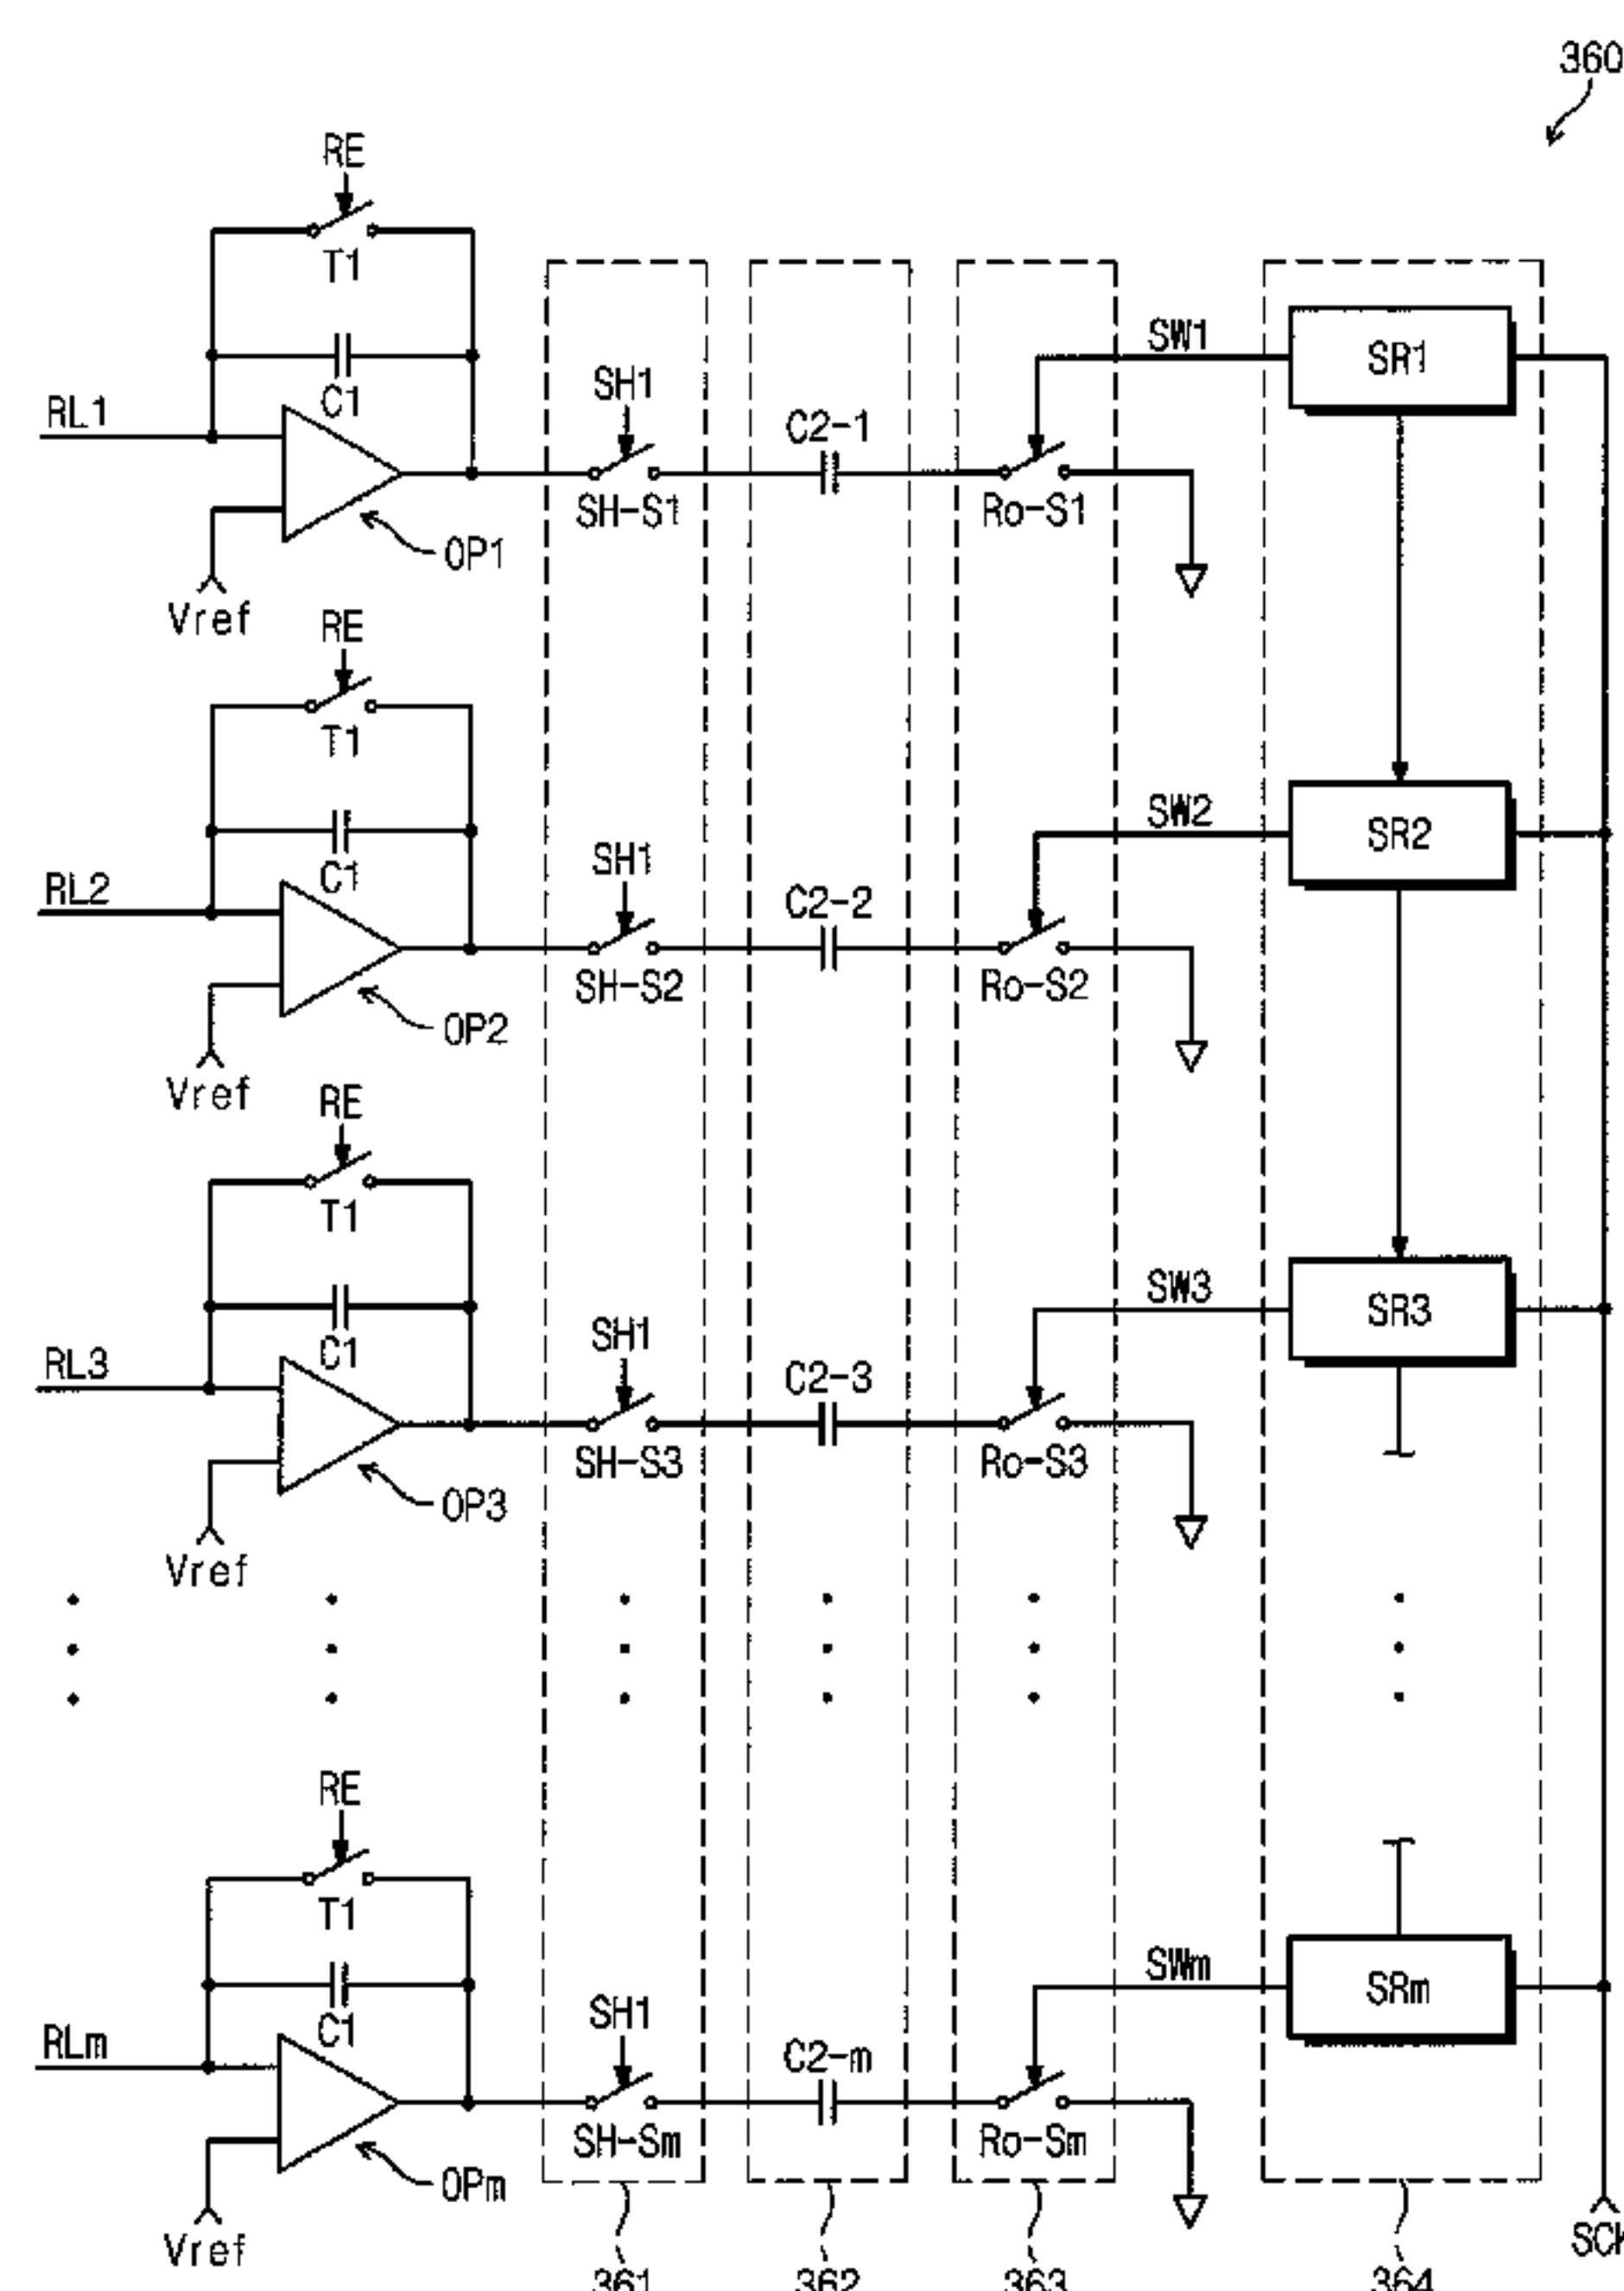 360
RE
T1
SW1
SR1
C1
SH1
RL1
C2-1
SH-S1
Ro-S1
OP1
Vref
RE
T1
SW2
SR2
C1
SH1
RL2
C2-2
SH-S2
Ro-S2
OP2
Vref
RE
T1
SW3
SR3
C1
SH1
RL3
C2-3
SH-S3
Ro-S3
OP3
Vref
RE
T1
SWm
SRm
C1
SH1
RLm
C2-m
SH-Sm
Ro-Sm
OPm
Vref
361
362
363
364